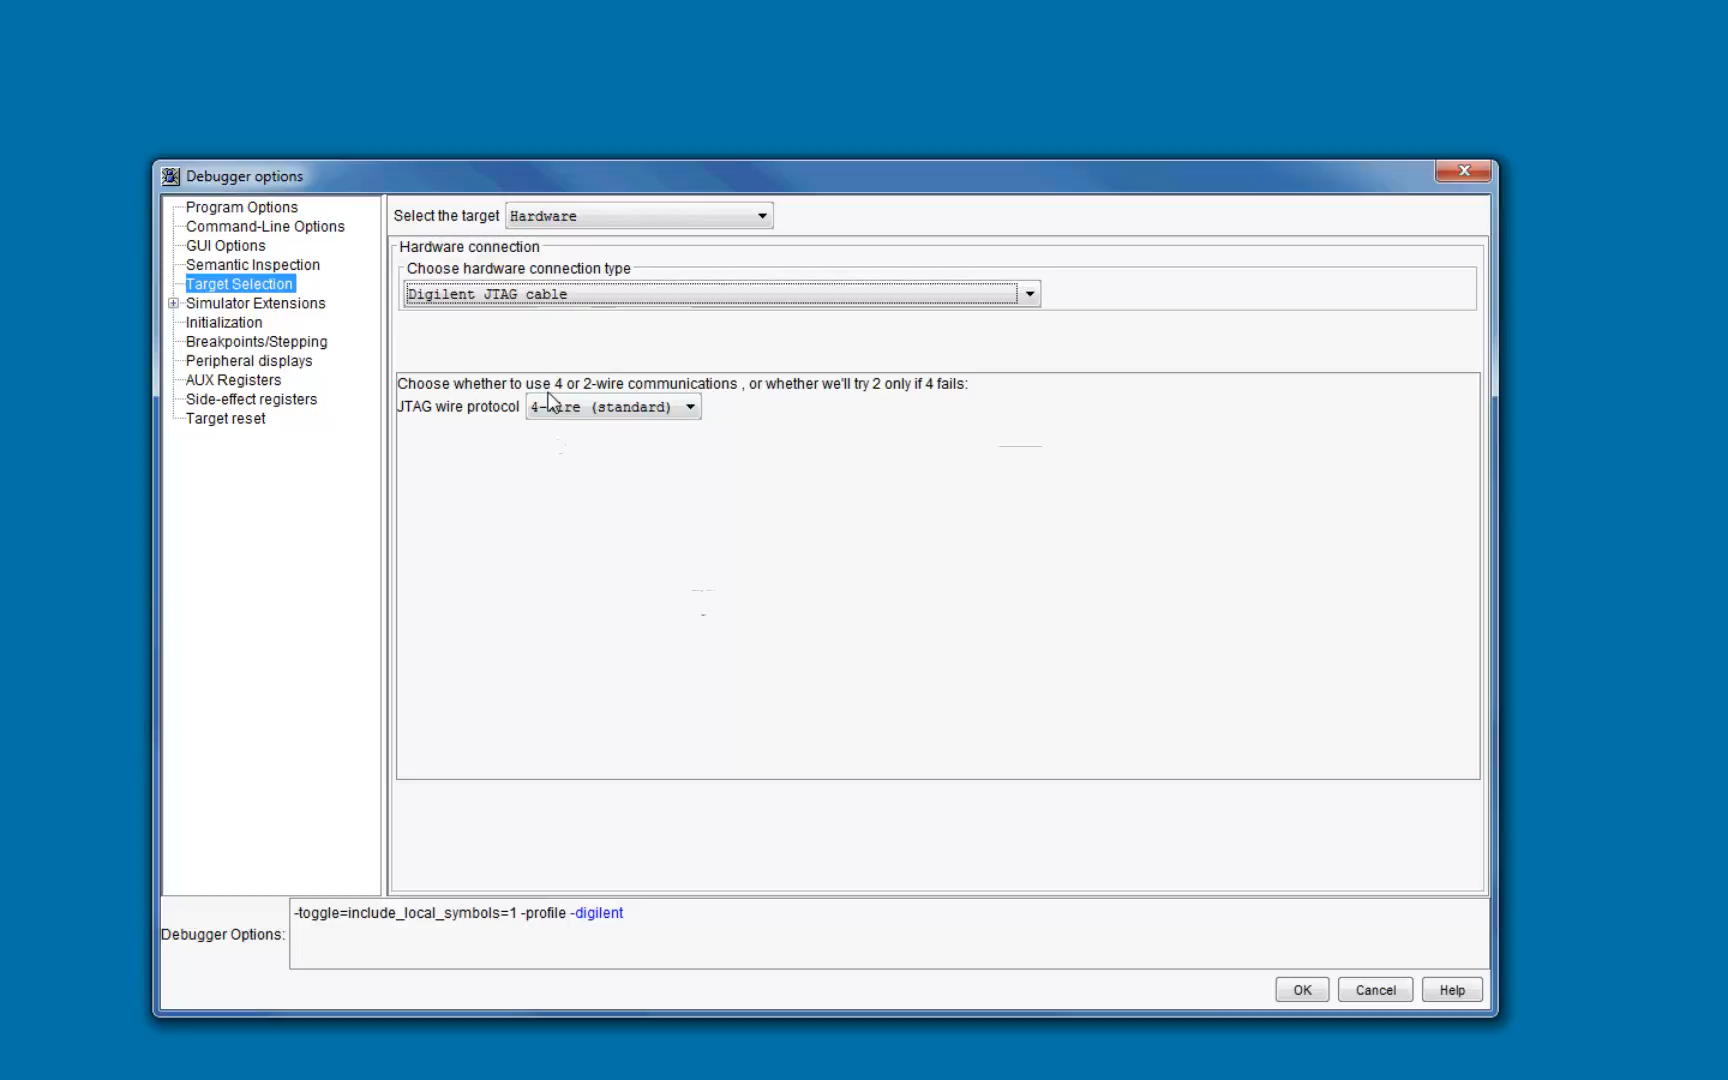 Debugger options
Program Options
Command-Line Options
GUI Options
Semantic Inspection
Target Selection
Simulator Extensions
Initialization
Breakpoints/Stepping
Peripheral displays
AUX Registers
Side-effect registers
Target reset
Select the target Hardware
Hardware connection
Choose hardware connection type
Digilent JTAG cable
Choose whether to use 4 or 2-wire communications , or whether we'll try 2 only if 4 fails:
JTAG wire protocol 4-wire (standard)
Debugger Options:
-toggle=include_local_symbols=1 -profile -digilent
OK Cancel Help